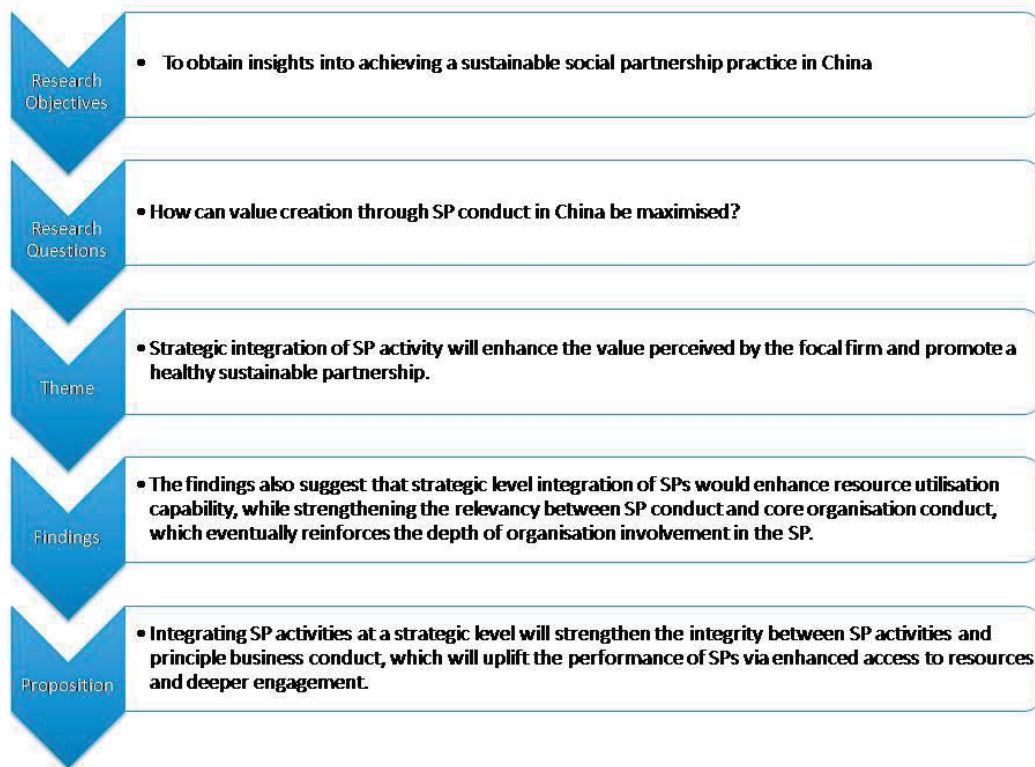 Research
Objectives
• To obtain insights into achieving a sustainable social partnership practice in China
Research
Questions
• How can value creation through SP conduct in China be maximised?
Theme
• Strategic integration of SP activity will enhance the value perceived by the focal firm and promote a
healthy sustainable partnership.
Findings
• The findings also suggest that strategic level integration of SPs would enhance resource utilisation
capability, while strengthening the relevancy between SP conduct and core organisation conduct,
which eventually reinforces the depth of organisation involvement in the SP.
Proposition
• Integrating SP activities at a strategic level will strengthen the integrity between SP activities and
principle business conduct, which will uplift the performance of SPs via enhanced access to resources
and deeper engagement.